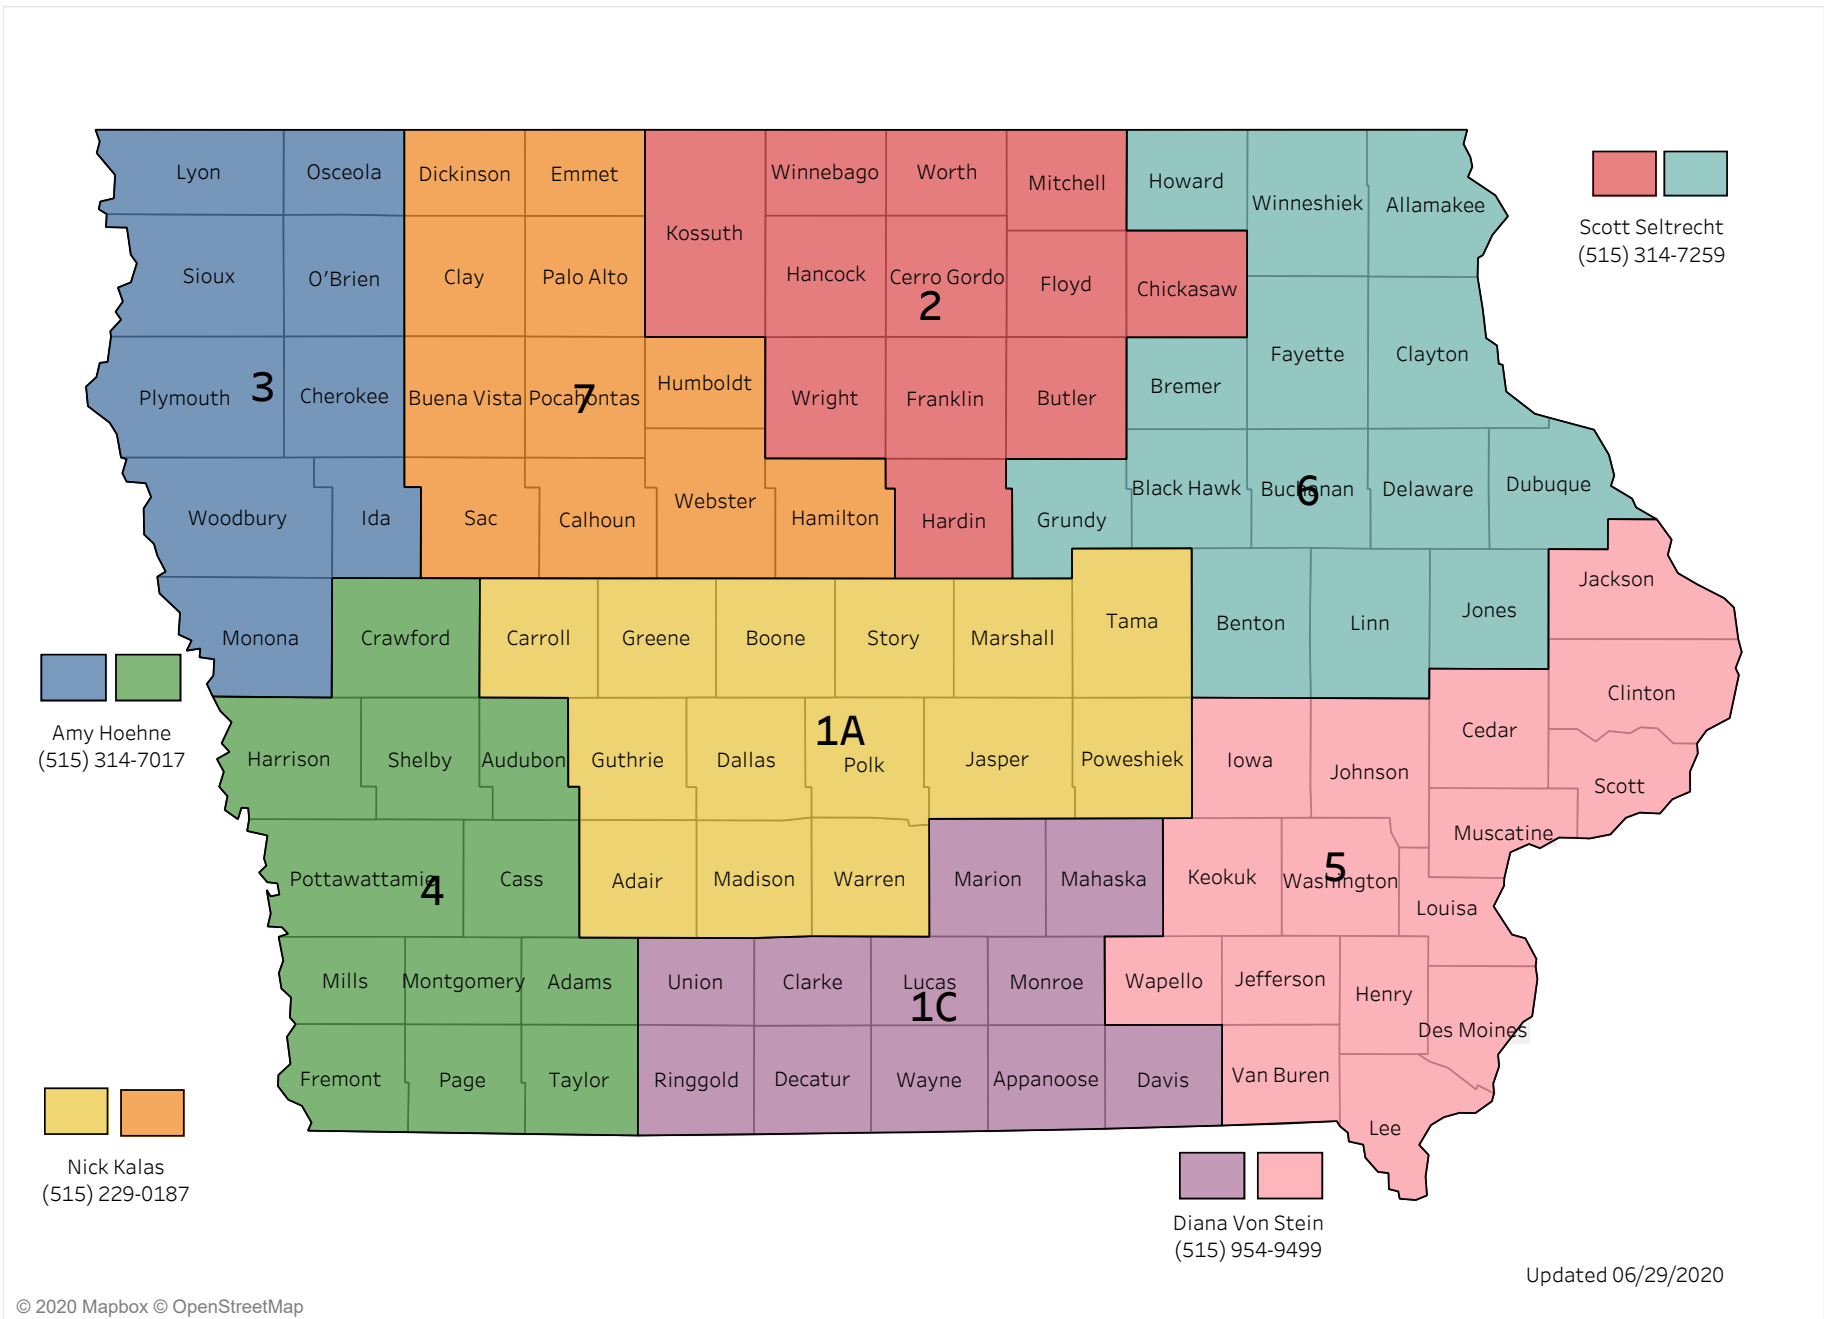 Lyon
Osceola
Dickinson
Emmet
Kossuth
Winnebago
Worth
Mitchell
Howard
Winneshiek
Allamakee
Scott Seltrecht
(515) 314-7259
Sioux
O'Brien
Clay
Palo Alto
Hancock
Cerro Gordo
2
Floyd
Chickasaw
Fayette
Clayton
Plymouth
3
Cherokee
Buena Vista
Pocahontas
7
Humboldt
Wright
Franklin
Butler
Bremer
Woodbury
Ida
Sac
Calhoun
Webster
Hamilton
Hardin
Grundy
Black Hawk
Buchanan
6
Delaware
Dubuque
Jackson
Monona
Crawford
Carroll
Greene
Boone
Story
Marshall
Tama
Benton
Linn
Jones
Clinton
Amy Hoehne
(515) 314-7017
Harrison
Shelby
Audubon
Guthrie
Dallas
1A
Polk
Jasper
Poweshiek
Iowa
Johnson
Cedar
Scott
Muscatine
Pottawattamie
4
Cass
Adair
Madison
Warren
Marion
Mahaska
Keokuk
5
Washington
Louisa
Mills
Montgomery
Adams
Union
Clarke
Lucas
1C
Monroe
Wapello
Jefferson
Henry
Des Moines
Fremont
Page
Taylor
Ringgold
Decatur
Wayne
Appanoose
Davis
Van Buren
Lee
Nick Kalas
(515) 229-0187
Diana Von Stein
(515) 954-9499
Updated 06/29/2020
© 2020 Mapbox © OpenStreetMap